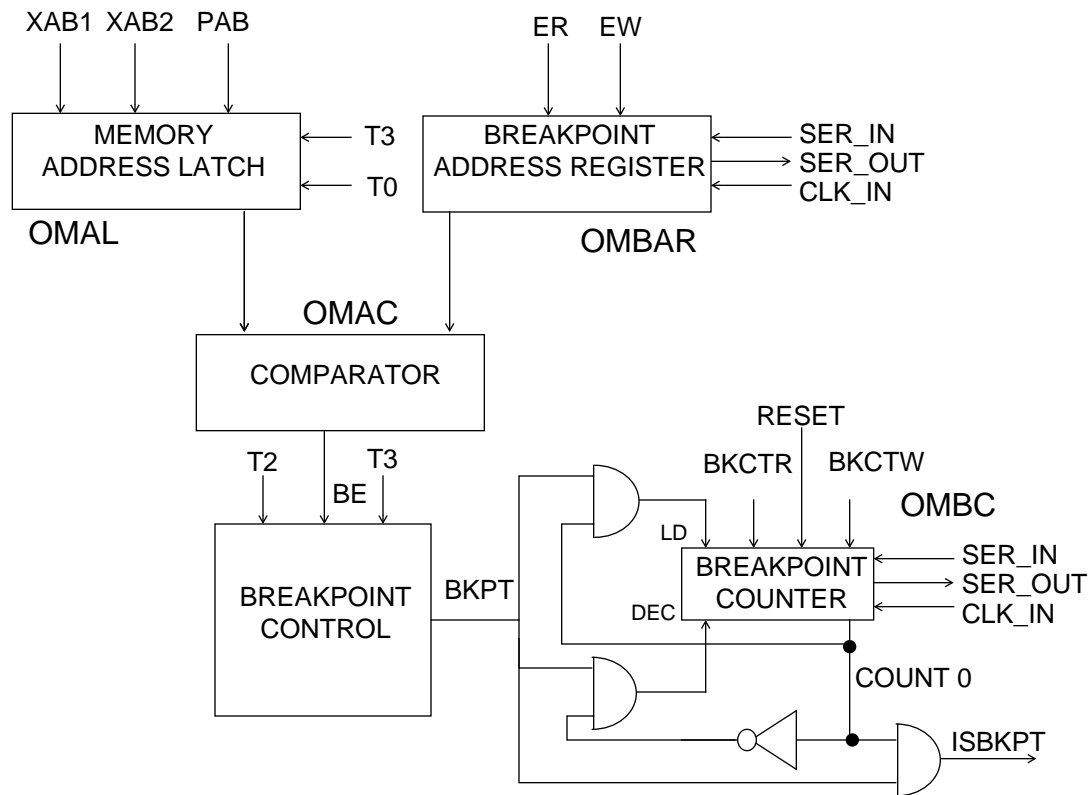 XAB1 XAB2 PAB
ER EW
MEMORY
ADDRESS LATCH
T3
T0
OMAL
BREAKPOINT
ADDRESS REGISTER
SER_IN
SER_OUT
CLK_IN
OMBAR
OMAC
COMPARATOR
T2
BE
T3
BREAKPOINT
CONTROL
BKPT
RESET
BKCTR
BKCTW
OMBC
LD
DEC
BREAKPOINT
COUNTER
SER_IN
SER_OUT
CLK_IN
COUNT 0
ISBKPT